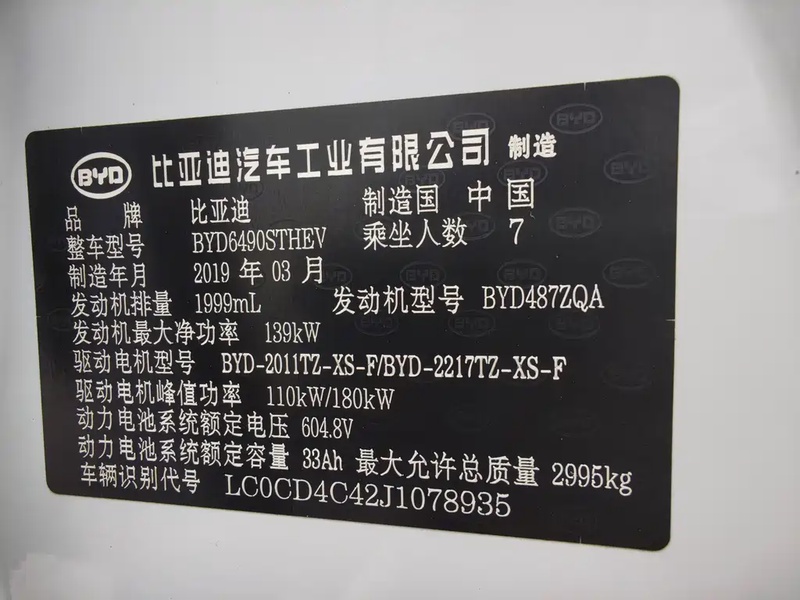 BYD 比亚迪汽车工业有限公司 制造
品 牌 比亚迪 制造国 中国
整车型号 BYD6490STHEV 乘坐人数 7
制造年月 2019 年 03 月
发动机排量 1999mL 发动机型号 BYD487ZQA
发动机最大净功率 139kW
驱动电机型号 BYD-2011TZ-XS-F/BYD-2217TZ-XS-F
驱动电机峰值功率 110kW/180kW
动力电池系统额定电压 604.8V
动力电池系统额定容量 33Ah 最大允许总质量 2995kg
车辆识别代号 LC0CD4C42J1078935